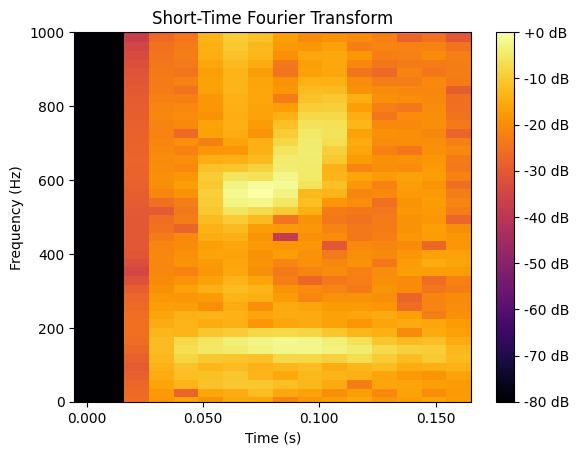 Short-Time Fourier Transform
1000
800
600
400
200
0
Frequency (Hz)
0.000
0.050
0.100
0.150
Time (s)
+0 dB
-10 dB
-20 dB
-30 dB
-40 dB
-50 dB
-60 dB
-70 dB
-80 dB